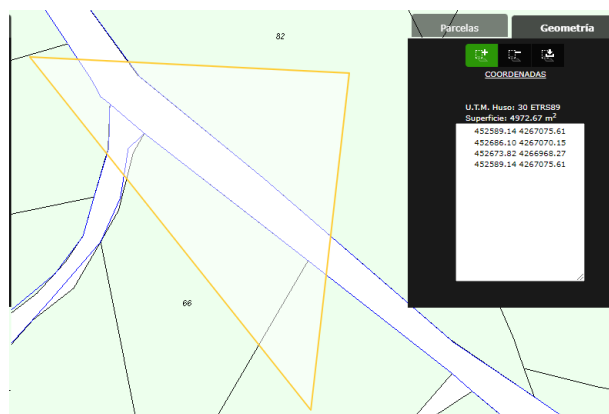 82
66
Parcelas
Geometría
COORDENADAS
U.T.M. Huso: 30 ETRS89
Superficie: 4972.67 m²
452589.14 4267075.61
452686.10 4267070.15
452673.82 4266968.27
452589.14 4267075.61